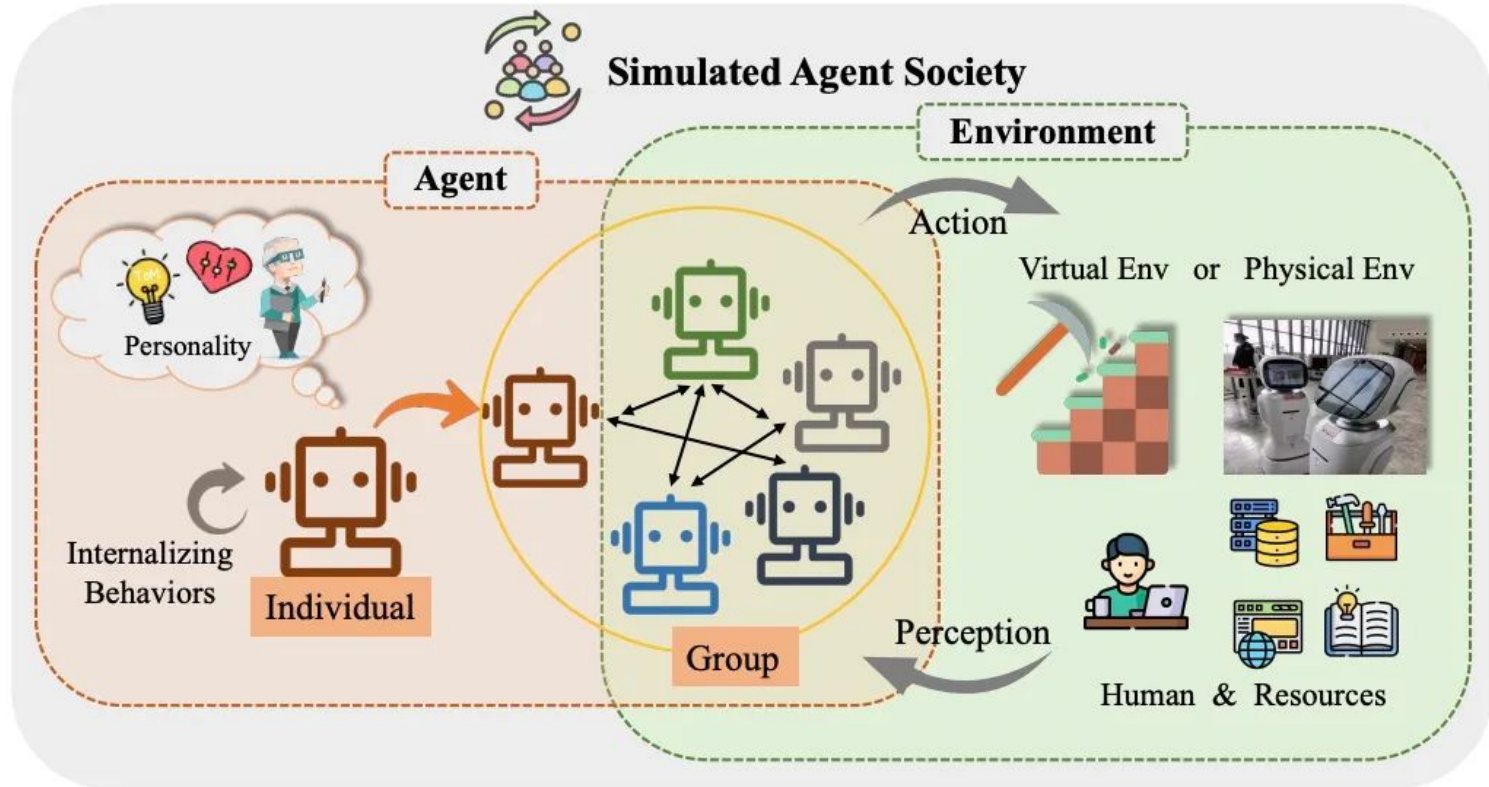 Simulated Agent Society
Environment
Agent
Action
Virtual Env or Physical Env
ToM
Personality
Internalizing
Behaviors
Individual
Group
Perception
Human & Resources